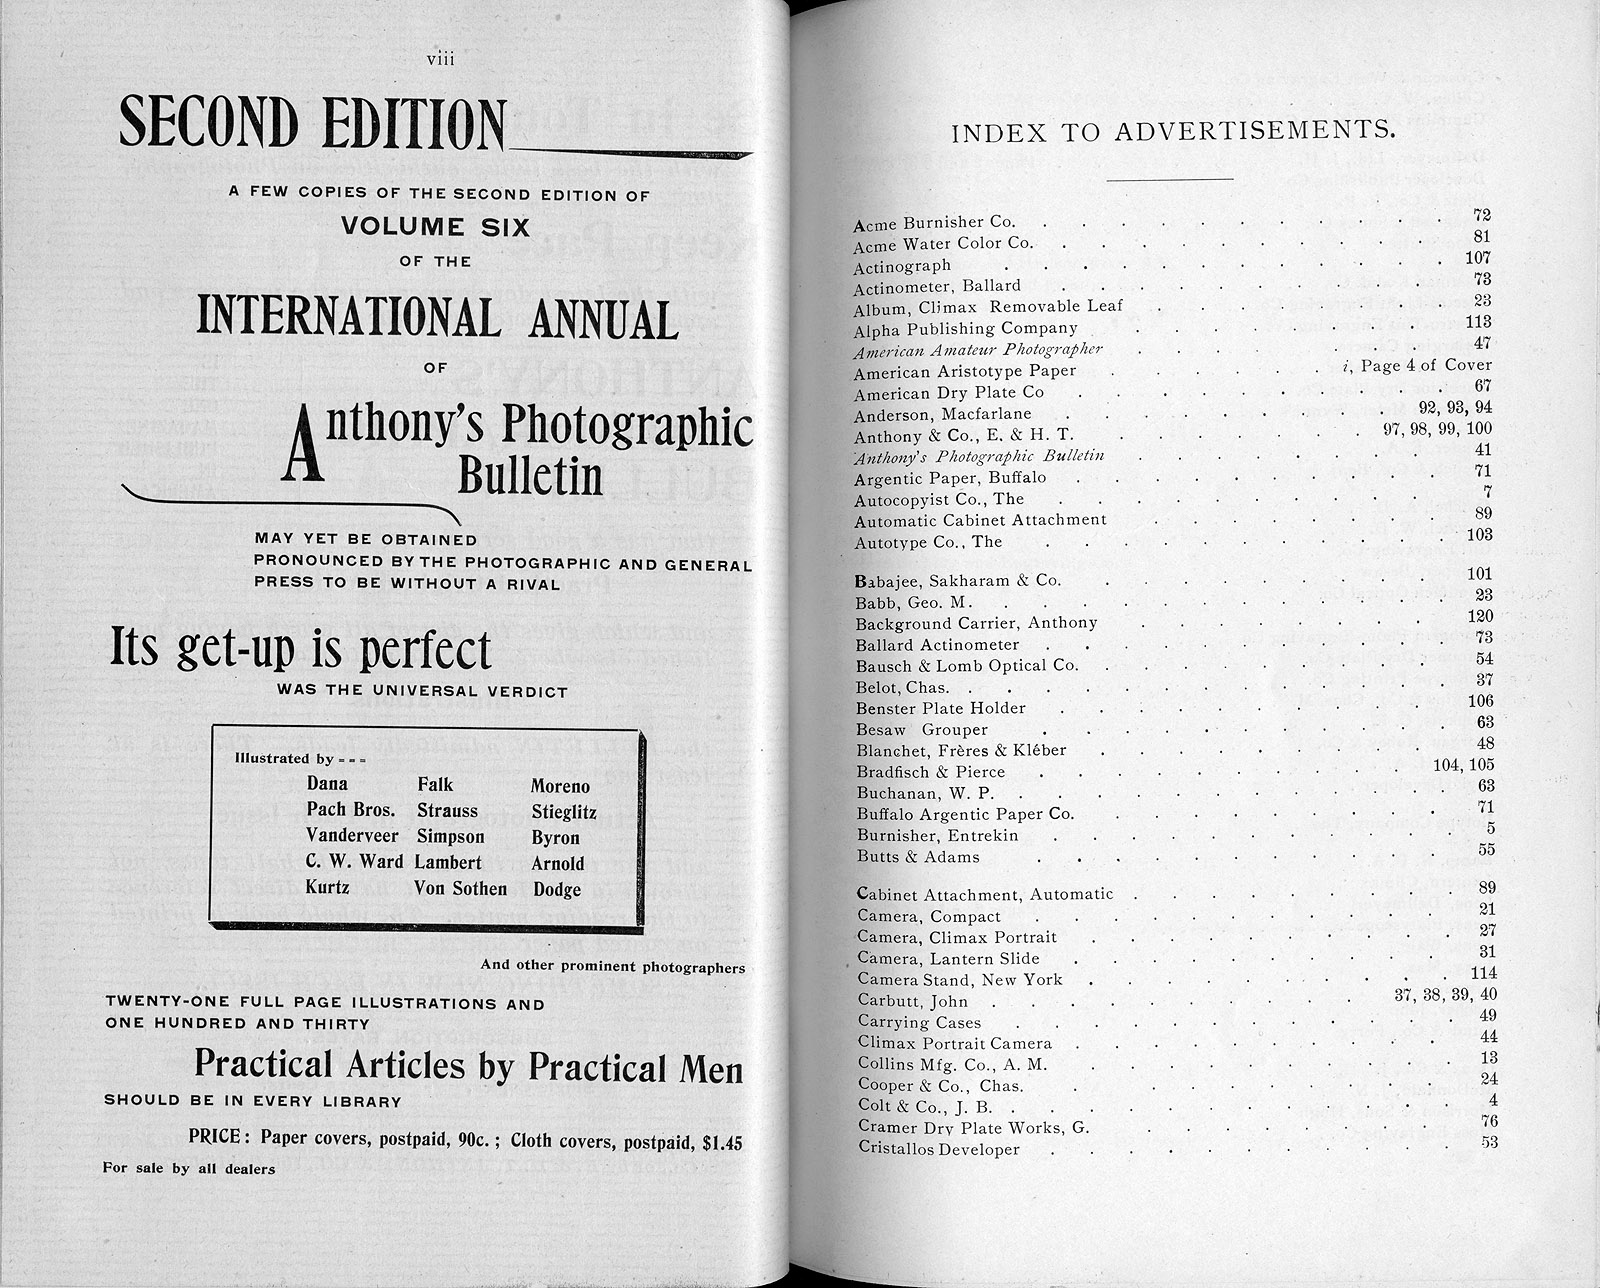 viii
SECOND EDITION
A FEW COPIES OF THE SECOND EDITION OF
VOLUME SIX
OF THE
INTERNATIONAL ANNUAL
OF
Anthony's Photographic
Bulletin
MAY YET BE OBTAINED
PRONOUNCED BY THE PHOTOGRAPHIC AND GENERAL
PRESS TO BE WITHOUT A RIVAL
Its get-up is perfect
WAS THE UNIVERSAL VERDICT
Illustrated by - - -
Dana Falk Moreno
Pach Bros. Strauss Stieglitz
Vanderveer Simpson Byron
C. W. Ward Lambert Arnold
Kurtz Von Sothen Dodge
And other prominent photographers
TWENTY-ONE FULL PAGE ILLUSTRATIONS AND
ONE HUNDRED AND THIRTY
Practical Articles by Practical Men
SHOULD BE IN EVERY LIBRARY
PRICE: Paper covers, postpaid, 90c.; Cloth covers, postpaid, $1.45
For sale by all dealers
INDEX TO ADVERTISEMENTS.
Acme Burnisher Co. . . . . . . . . . 72
Acme Water Color Co. . . . . . . . . . 81
Actinograph . . . . . . . . . . 107
Actinometer, Ballard . . . . . . . . . . 73
Album, Climax Removable Leaf . . . . . . . . 23
Alpha Publishing Company . . . . . . . . 113
American Amateur Photographer . . . . . . . . 47
American Aristotype Paper . . . . . . i, Page 4 of Cover
American Dry Plate Co . . . . . . . . . 67
Anderson, Macfarlane . . . . . . . . . 92, 93, 94
Anthony & Co., E. & H. T. . . . . . . . 97, 98, 99, 100
Anthony's Photographic Bulletin . . . . . . . . 41
Argentic Paper, Buffalo . . . . . . . . . 71
Autocopyist Co., The . . . . . . . . . . 7
Automatic Cabinet Attachment . . . . . . . . 89
Autotype Co., The . . . . . . . . . . 103
Babajee, Sakharam & Co. . . . . . . . . . 101
Babb, Geo. M. . . . . . . . . . . . 23
Background Carrier, Anthony . . . . . . . . 120
Ballard Actinometer . . . . . . . . . . 73
Bausch & Lomb Optical Co. . . . . . . . . . 54
Belot, Chas. . . . . . . . . . . . 37
Benster Plate Holder . . . . . . . . . . 106
Besaw Grouper . . . . . . . . . . 63
Blanchet, Frères & Kléber . . . . . . . . . 48
Bradfisch & Pierce . . . . . . . . . 104, 105
Buchanan, W. P. . . . . . . . . . . . 63
Buffalo Argentic Paper Co. . . . . . . . . . 71
Burnisher, Entrekin . . . . . . . . . . 5
Butts & Adams . . . . . . . . . . 55
Cabinet Attachment, Automatic . . . . . . . . 89
Camera, Compact . . . . . . . . . . 21
Camera, Climax Portrait . . . . . . . . . 27
Camera, Lantern Slide . . . . . . . . . 31
Camera Stand, New York . . . . . . . . . 114
Carbutt, John . . . . . . . . . 37, 38, 39, 40
Carrying Cases . . . . . . . . . . 49
Climax Portrait Camera . . . . . . . . . 44
Collins Mfg. Co., A. M. . . . . . . . . . 13
Cooper & Co., Chas. . . . . . . . . . 24
Colt & Co., J. B. . . . . . . . . . . 4
Cramer Dry Plate Works, G. . . . . . . . . 76
Cristallos Developer . . . . . . . . . . 53